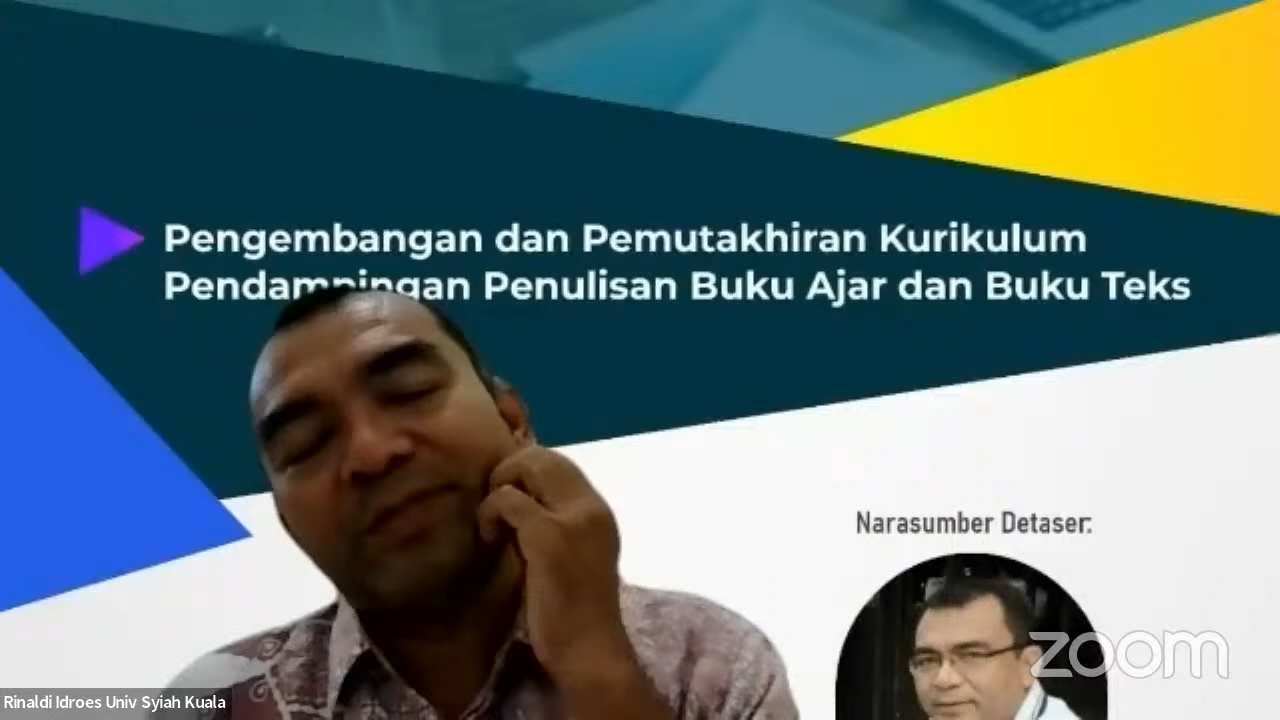 Pengembangan dan Pemutakhiran Kurikulum
Pendampingan Penulisan Buku Ajar dan Buku Teks
Narasumber Detaser:
zoom
Rinaldi Idroes Univ Syiah Kuala